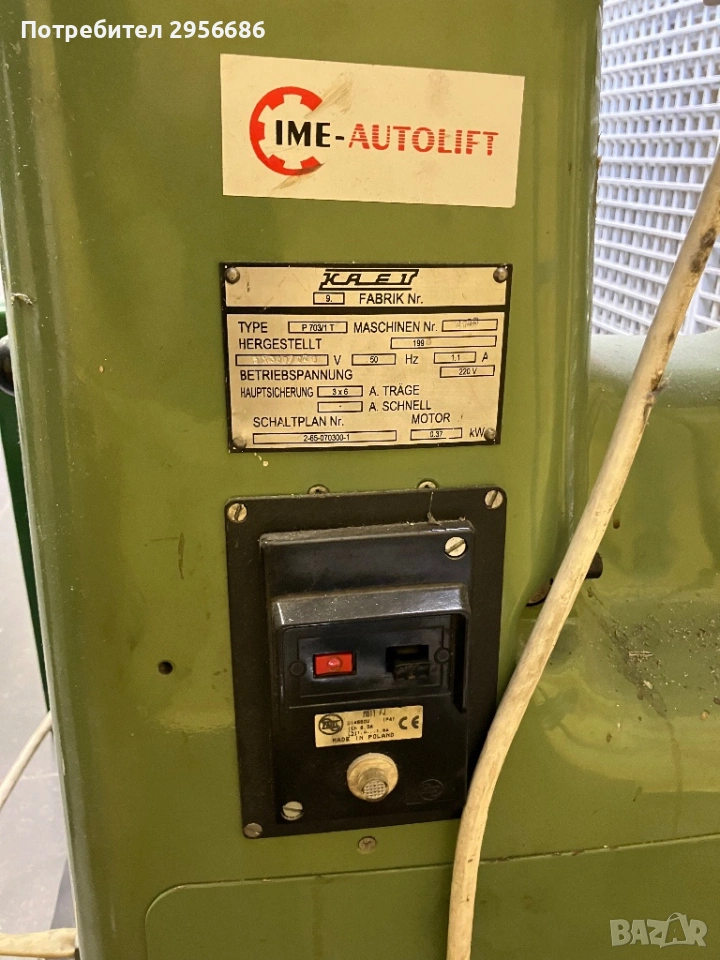 Потребител 2956686
IME-AUTOLIFT
KAEV
9. FABRIK Nr.
TYPE P 703/1 T MASCHINEN Nr.
HERGESTELLT 199
V 50 Hz 1,1 A
BETRIEBSPANNUNG 220 V
HAUPTSICHERUNG 3 x 6 A. TRÄGE
- A. SCHNELL
SCHALTPLAN Nr. MOTOR
2-65-070300-1 0,37 kW
CE
MADE IN POLAND
BAZAR